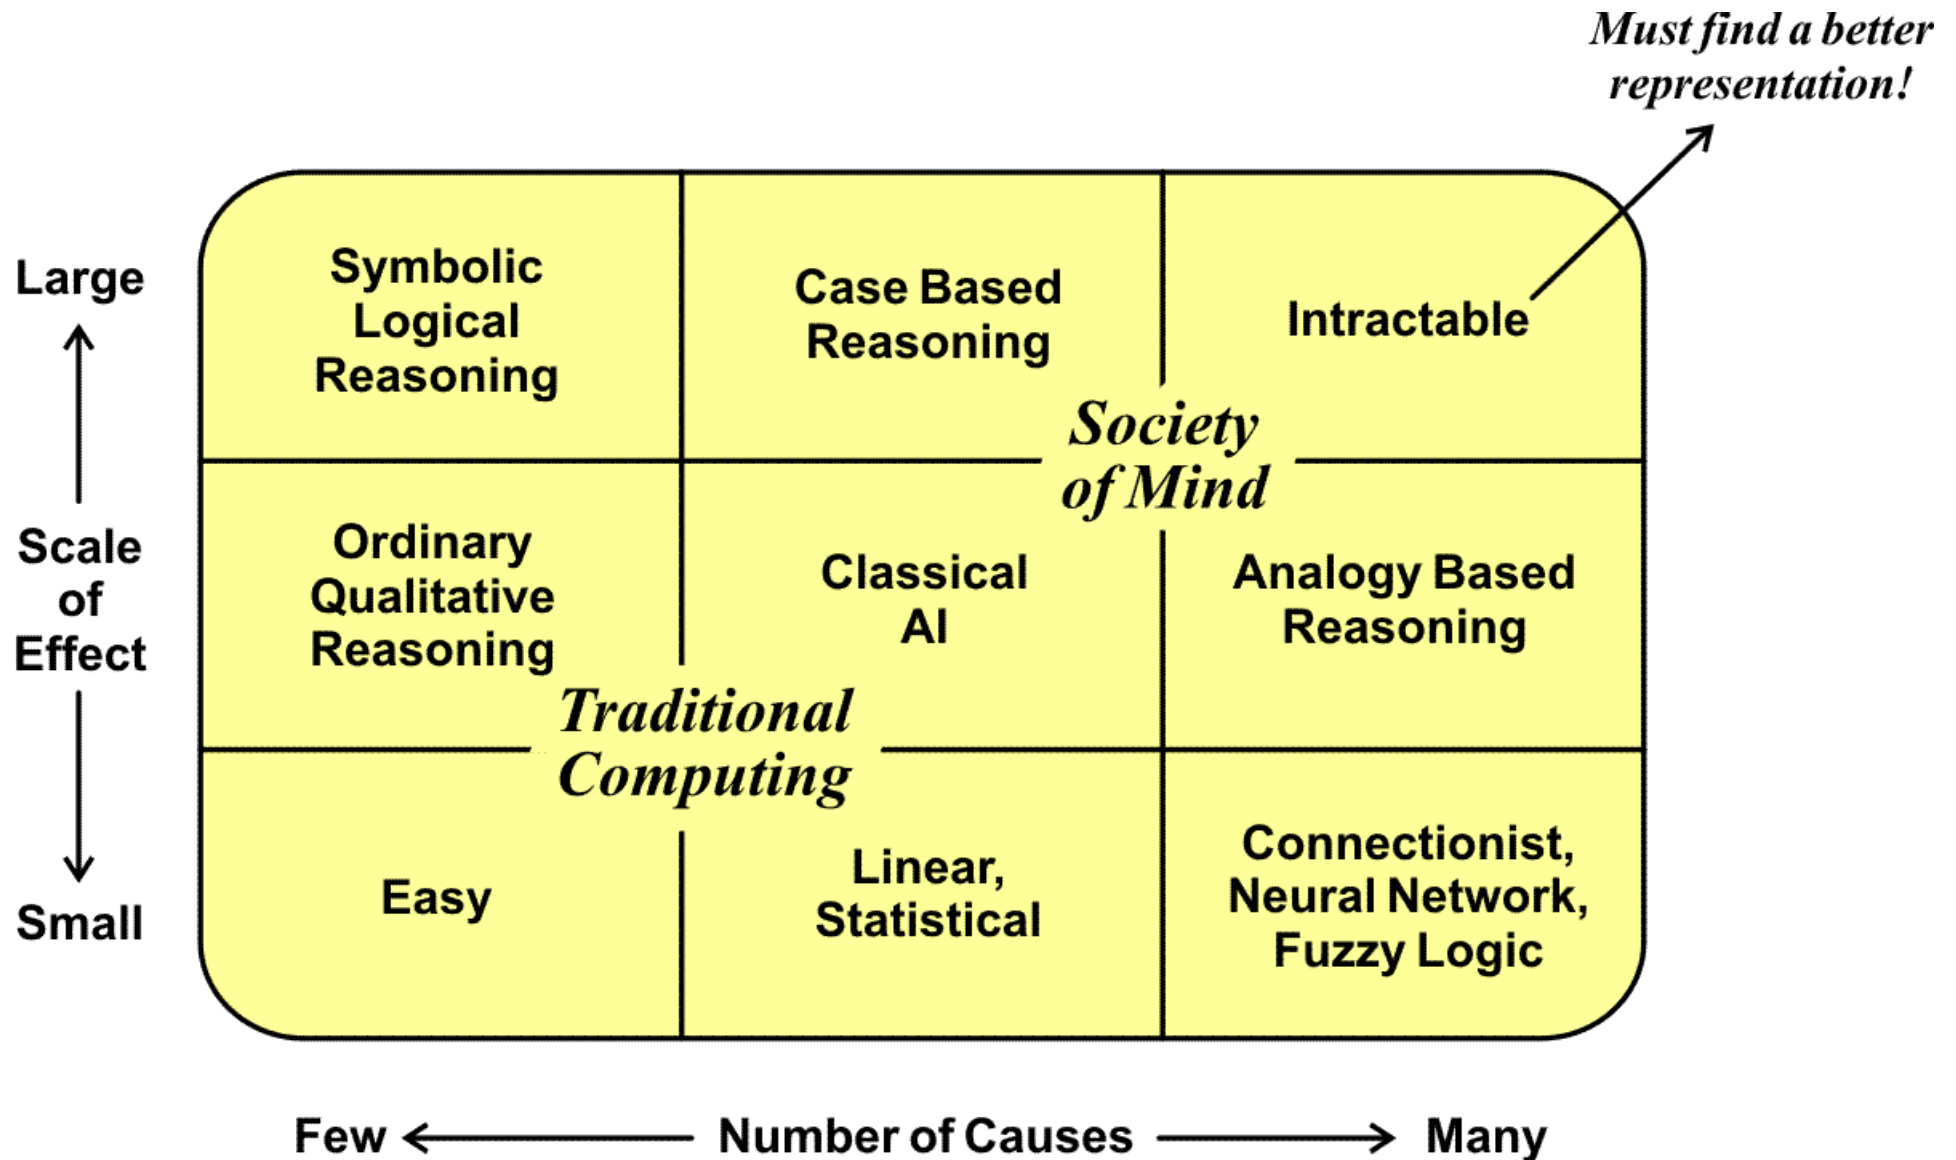 Must find a better
representation!
Large
Symbolic
Logical
Reasoning
Case Based
Reasoning
Intractable
Society
of Mind
Scale
of
Effect
Ordinary
Qualitative
Reasoning
Classical
AI
Analogy Based
Reasoning
Traditional
Computing
Small
Easy
Linear,
Statistical
Connectionist,
Neural Network,
Fuzzy Logic
Few
Number of Causes
Many